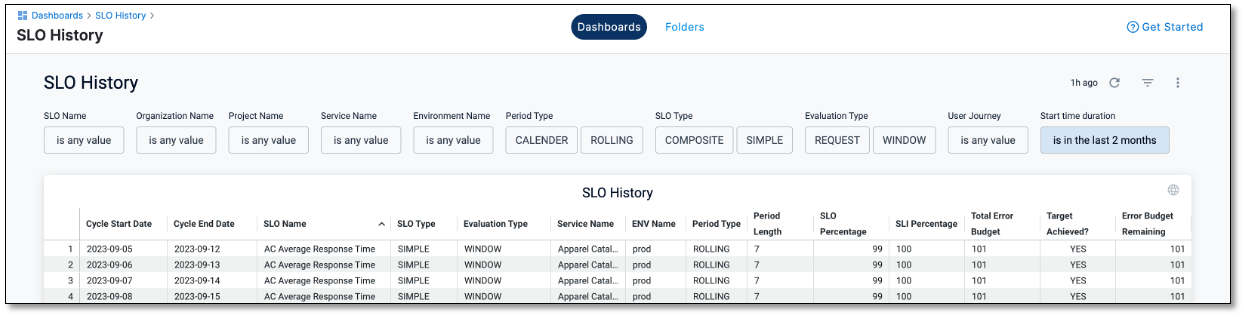 Dashboards > SLO History >
SLO History
Dashboards Folders
Get Started
SLO History
1h ago
SLO Name Organization Name Project Name Service Name Environment Name Period Type SLO Type Evaluation Type User Journey Start time duration
is any value is any value is any value is any value is any value CALENDER ROLLING COMPOSITE SIMPLE REQUEST WINDOW is any value is in the last 2 months
SLO History
Cycle Start Date Cycle End Date SLO Name SLO Type Evaluation Type Service Name ENV Name Period Type Period Length SLO Percentage SLI Percentage Total Error Budget Target Achieved? Error Budget Remaining
1 2023-09-05 2023-09-12 AC Average Response Time SIMPLE WINDOW Apparel Catal... prod ROLLING 7 99 100 101 YES 101
2 2023-09-06 2023-09-13 AC Average Response Time SIMPLE WINDOW Apparel Catal... prod ROLLING 7 99 100 101 YES 101
3 2023-09-07 2023-09-14 AC Average Response Time SIMPLE WINDOW Apparel Catal... prod ROLLING 7 99 100 101 YES 101
4 2023-09-08 2023-09-15 AC Average Response Time SIMPLE WINDOW Apparel Catal... prod ROLLING 7 99 100 101 YES 101